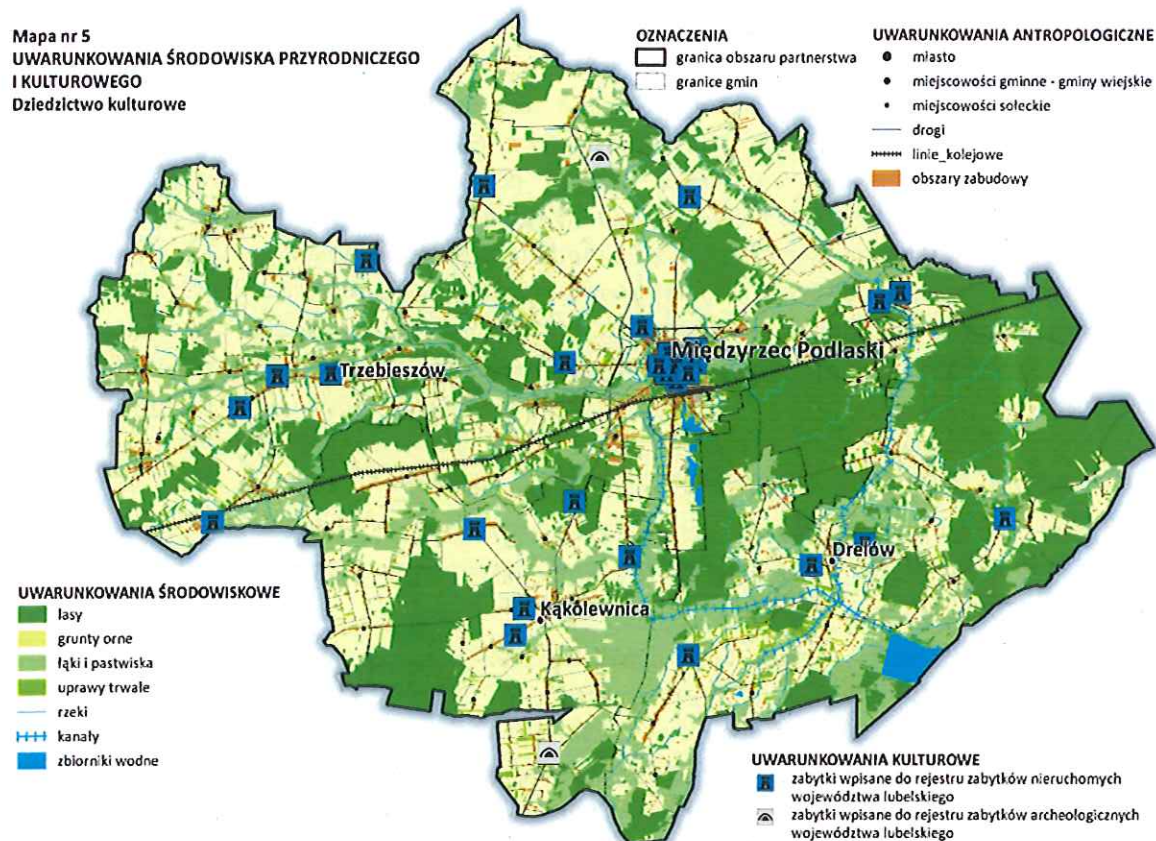 Mapa nr 5
UWARUNKOWANIA ŚRODOWISKA PRZYRODNICZEGO
I KULTUROWEGO
Dziedzictwo kulturowe
OZNACZENIA
granica obszaru partnerstwa
granice gmin
UWARUNKOWANIA ANTROPOLOGICZNE
miasto
miejscowości gminne - gminy wiejskie
miejscowości sołeckie
drogi
linie_kolejowe
obszary zabudowy
Międzyrzec Podlaski
Trzebieszów
Drelów
Kąkolewnica
UWARUNKOWANIA ŚRODOWISKOWE
lasy
grunty orne
łąki i pastwiska
uprawy trwałe
rzeki
kanały
zbiorniki wodne
UWARUNKOWANIA KULTUROWE
zabytki wpisane do rejestru zabytków nieruchomych
województwa lubelskiego
zabytki wpisane do rejestru zabytków archeologicznych
województwa lubelskiego